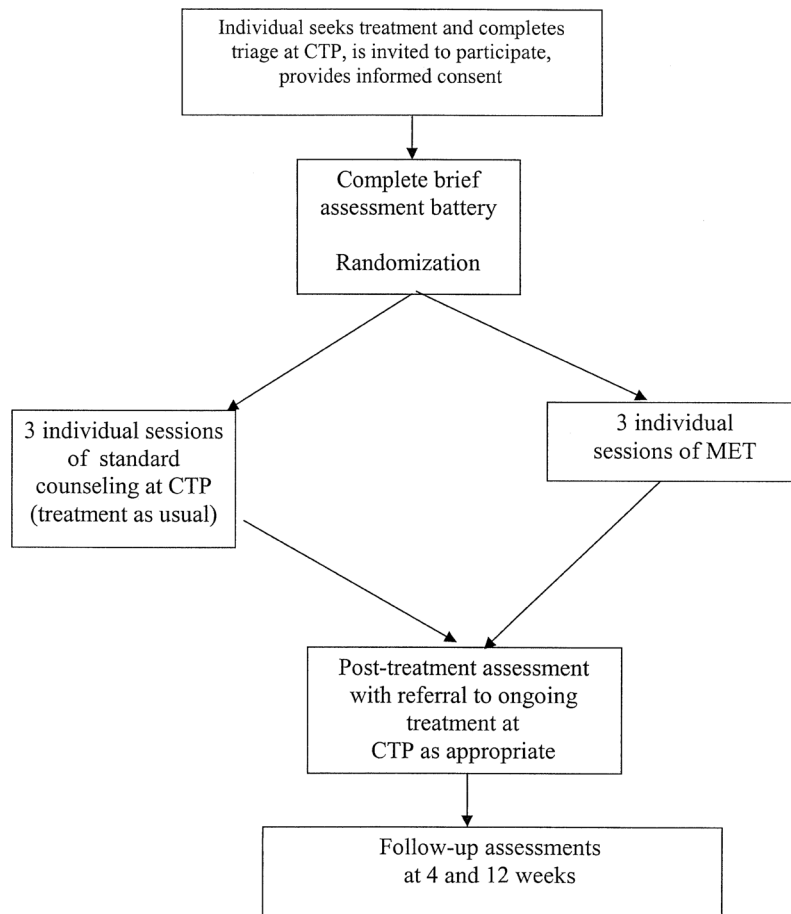 Individual seeks treatment and completes
triage at CTP, is invited to participate,
provides informed consent
Complete brief
assessment battery
Randomization
3 individual sessions
of standard
counseling at CTP
(treatment as usual)
3 individual
sessions of MET
Post-treatment assessment
with referral to ongoing
treatment at
CTP as appropriate
Follow-up assessments
at 4 and 12 weeks